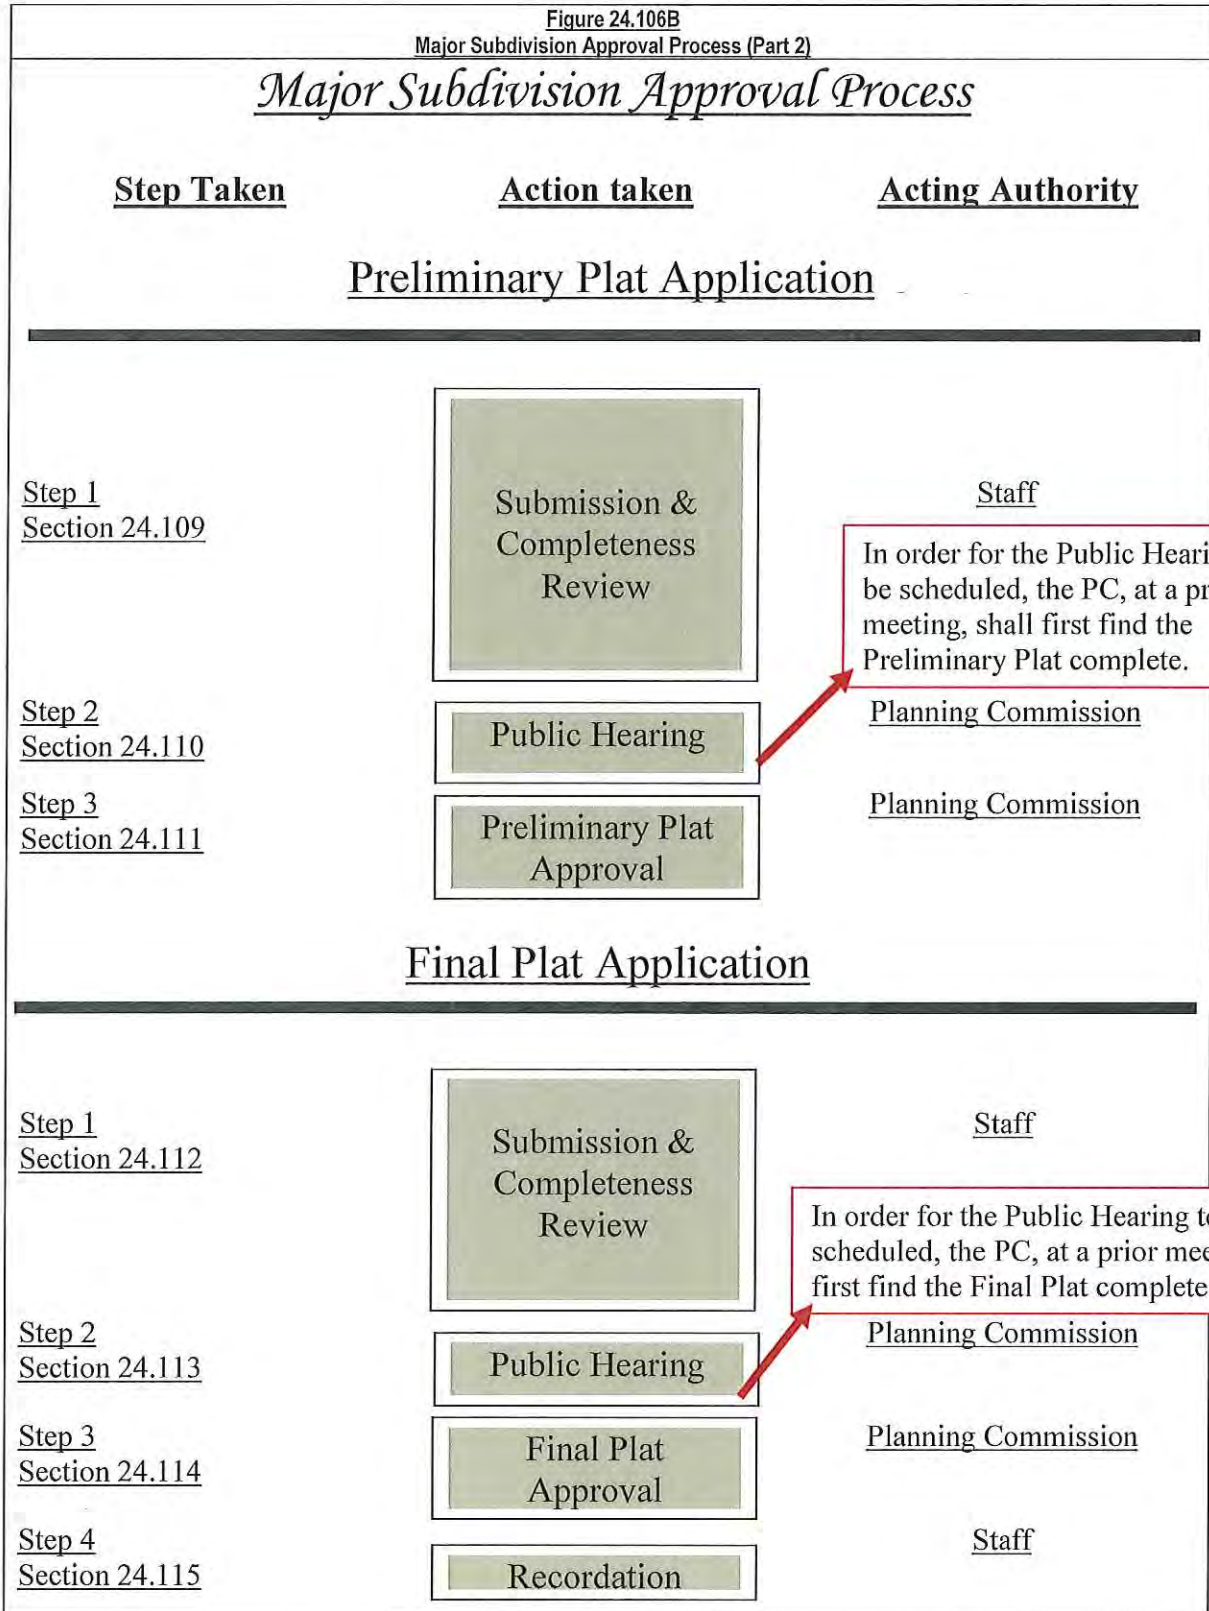 Figure 24.106B
Major Subdivision Approval Process (Part 2)
Major Subdivision Approval Process
Step Taken Action taken Acting Authority
Preliminary Plat Application
Step 1
Section 24.109
Submission &
Completeness
Review
Staff
In order for the Public Heari
be scheduled, the PC, at a pr
meeting, shall first find the
Preliminary Plat complete.
Step 2
Section 24.110
Public Hearing
Planning Commission
Step 3
Section 24.111
Preliminary Plat
Approval
Planning Commission
Final Plat Application
Step 1
Section 24.112
Submission &
Completeness
Review
Staff
In order for the Public Hearing t
scheduled, the PC, at a prior mee
first find the Final Plat complete
Step 2
Section 24.113
Public Hearing
Planning Commission
Step 3
Section 24.114
Final Plat
Approval
Planning Commission
Step 4
Section 24.115
Recordation
Staff